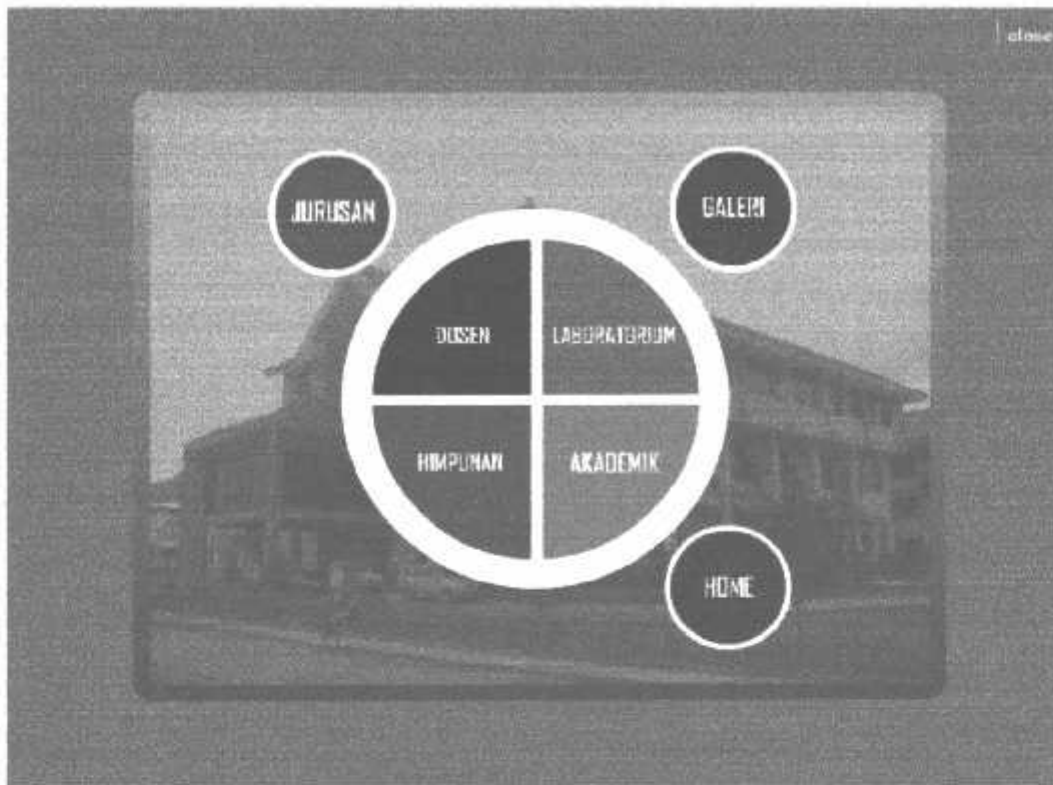 close
JURUSAN
GALERI
DOSEN
LABORATORIUM
HIMPUNAN
AKADEMIK
HOME